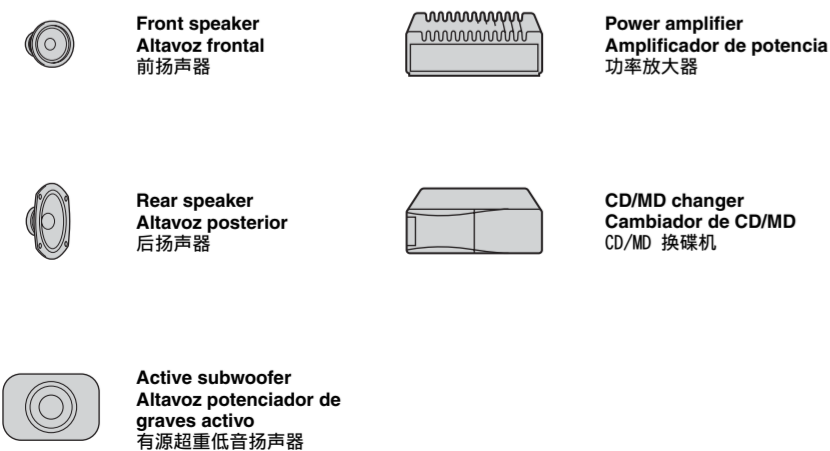 Front speaker
Altavoz frontal
前扬声器
Power amplifier
Amplificador de potencia
功率放大器
Rear speaker
Altavoz posterior
后扬声器
CD/MD changer
Cambiador de CD/MD
CD/MD 换碟机
Active subwoofer
Altavoz potenciador de
graves activo
有源超重低音扬声器